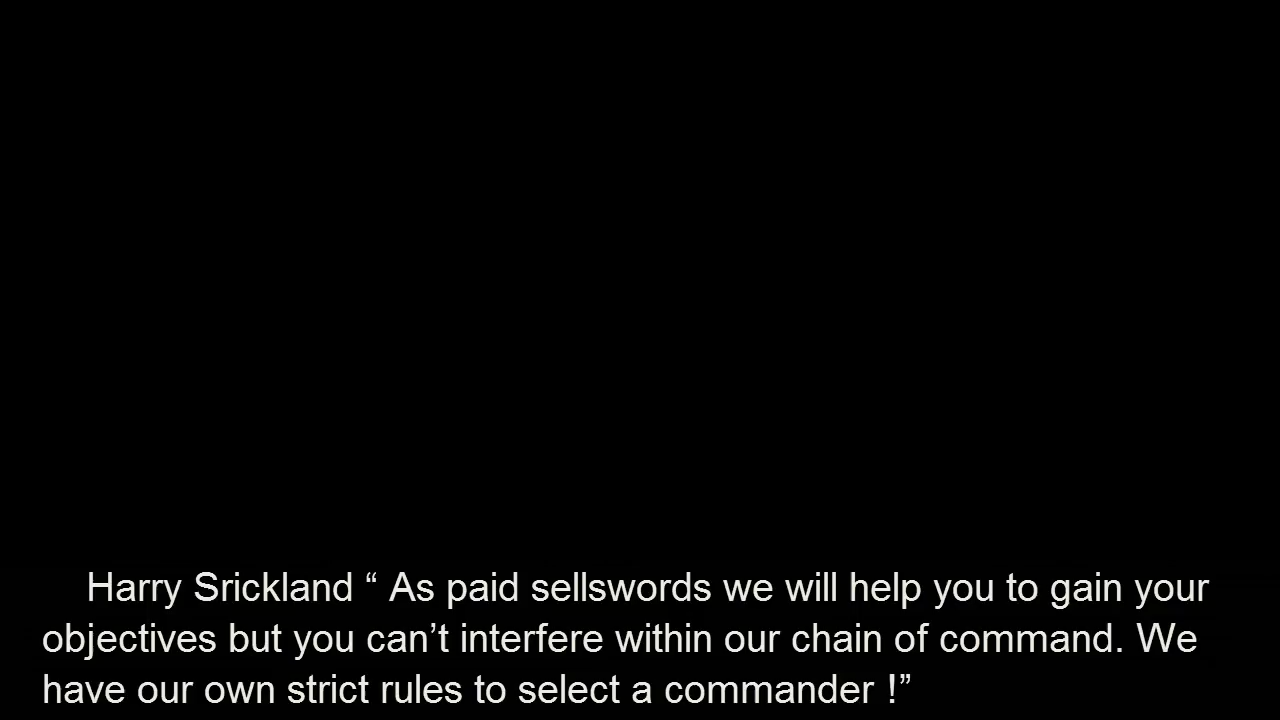 Harry Srickland “ As paid sellswords we will help you to gain your
objectives but you can’t interfere within our chain of command. We
have our own strict rules to select a commander !”